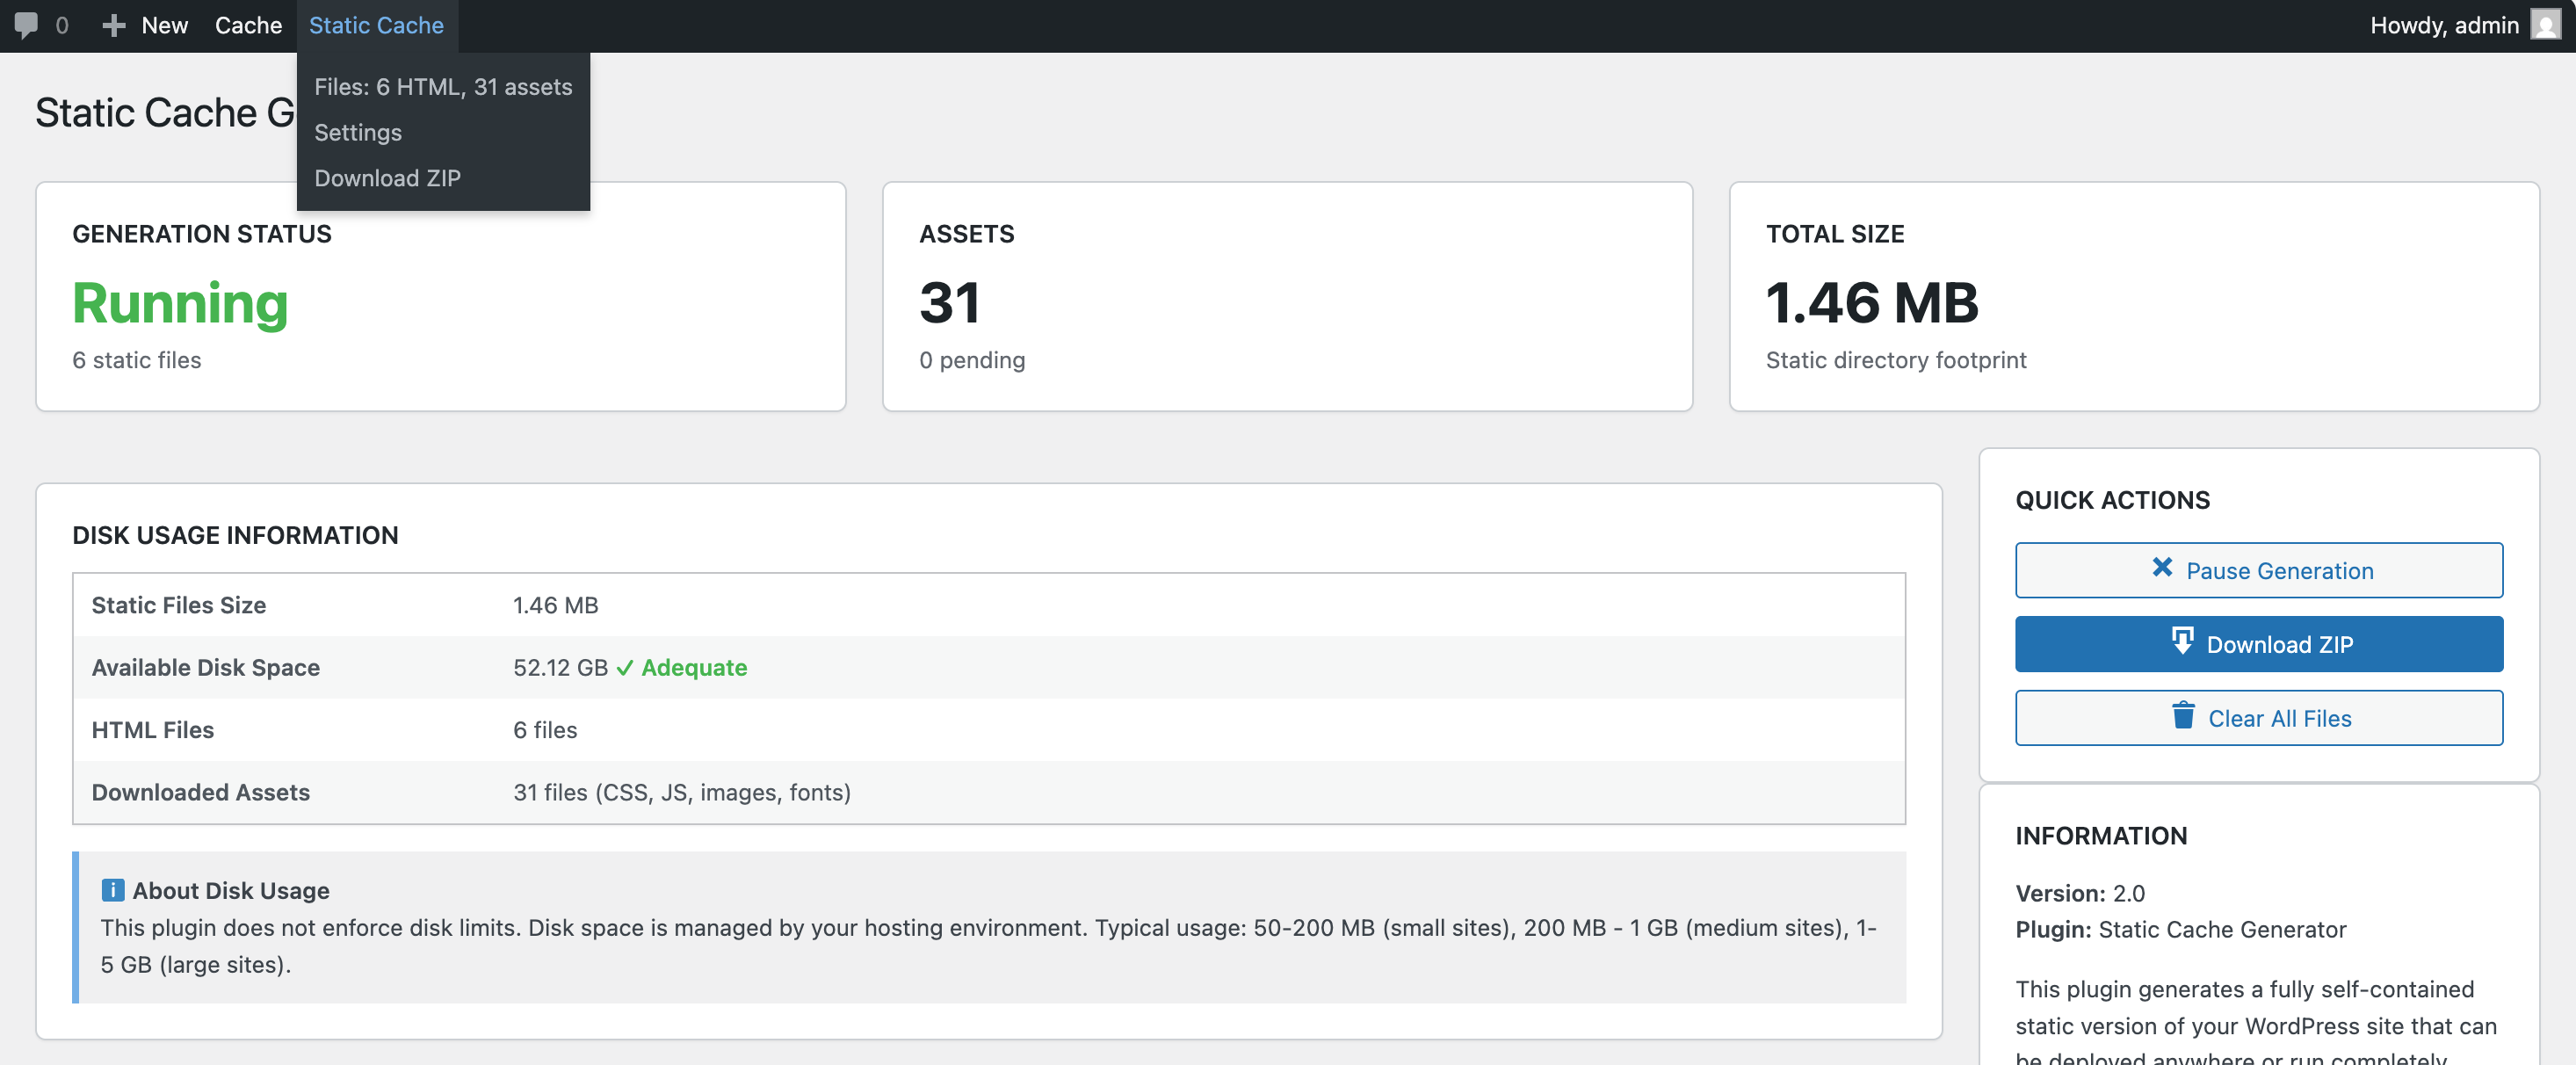 0
New
Cache
Static Cache
Howdy, admin
Files: 6 HTML, 31 assets
Settings
Download ZIP
Static Cache G
GENERATION STATUS
Running
6 static files
ASSETS
31
0 pending
TOTAL SIZE
1.46 MB
Static directory footprint
DISK USAGE INFORMATION
Static Files Size 1.46 MB
Available Disk Space 52.12 GB ✓ Adequate
HTML Files 6 files
Downloaded Assets 31 files (CSS, JS, images, fonts)
i About Disk Usage
This plugin does not enforce disk limits. Disk space is managed by your hosting environment. Typical usage: 50-200 MB (small sites), 200 MB - 1 GB (medium sites), 1-
5 GB (large sites).
QUICK ACTIONS
Pause Generation
Download ZIP
Clear All Files
INFORMATION
Version: 2.0
Plugin: Static Cache Generator
This plugin generates a fully self-contained
static version of your WordPress site that can
be deployed anywhere or run completely